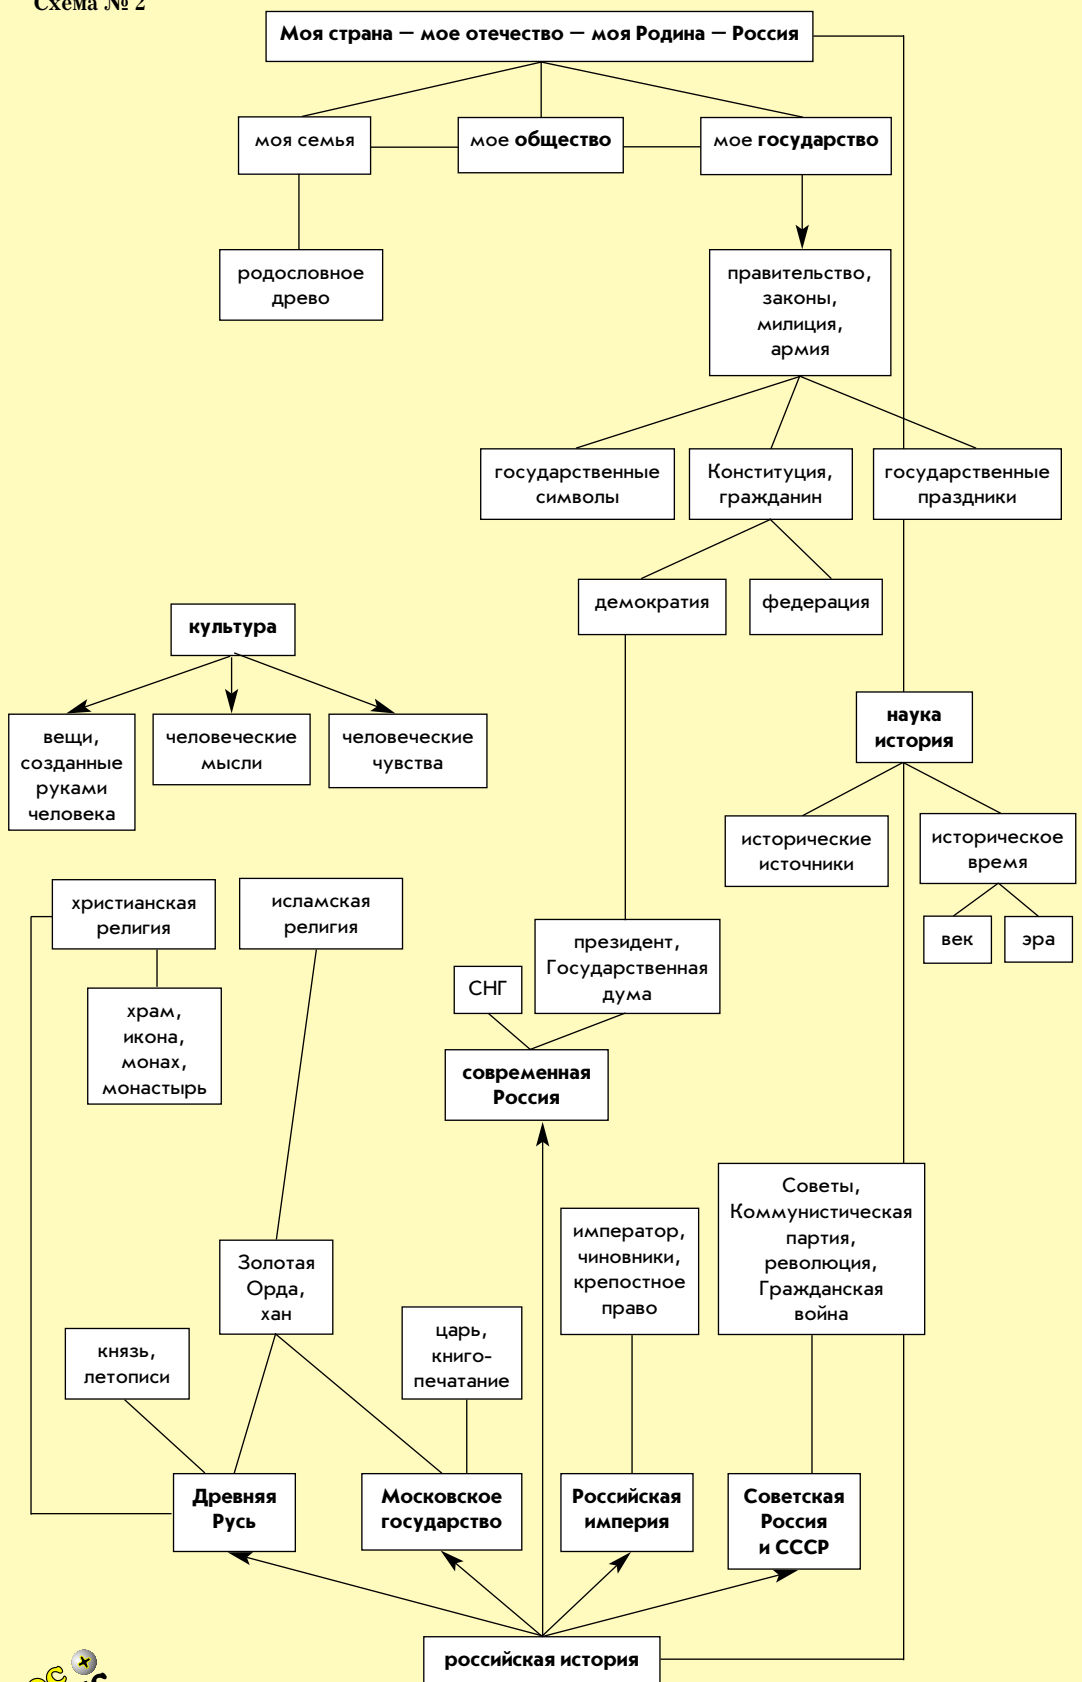 Схема № 2
Моя страна — мое отечество — моя Родина — Россия
моя семья
мое общество
мое государство
родословное
древо
правительство,
законы,
милиция,
армия
государственные
символы
Конституция,
гражданин
государственные
праздники
демократия
федерация
культура
вещи,
созданные
руками
человека
человеческие
мысли
человеческие
чувства
наука
история
исторические
источники
историческое
время
век
эра
христианская
религия
исламская
религия
храм,
икона,
монах,
монастырь
СНГ
президент,
Государственная
дума
современная
Россия
Золотая
Орда,
хан
князь,
летописи
царь,
книго-
печатание
император,
чиновники,
крепостное
право
Советы,
Коммунистическая
партия,
революция,
Гражданская
война
Древняя
Русь
Московское
государство
Российская
империя
Советская
Россия
и СССР
российская история